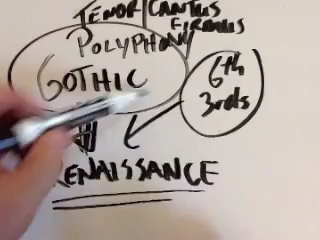 TENOR/CANTUS
FIRMUS
POLYPHONY
GOTHIC
6th
3rds
RENAISSANCE